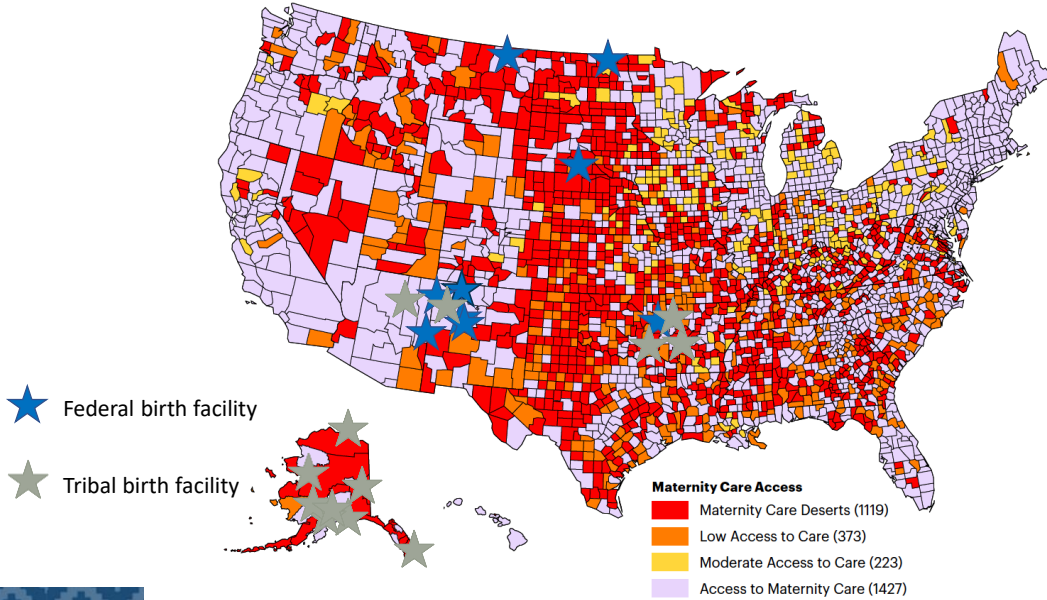 Federal birth facility
Tribal birth facility
Maternity Care Access
Maternity Care Deserts (1119)
Low Access to Care (373)
Moderate Access to Care (223)
Access to Maternity Care (1427)